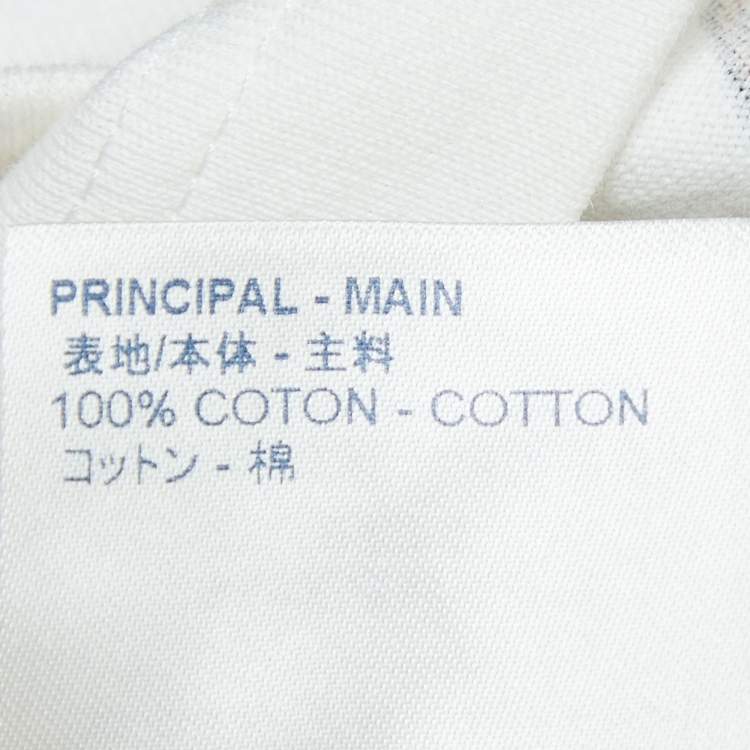 PRINCIPAL - MAIN
表地/本体 - 主料
100% COTON - COTTON
コットン - 棉